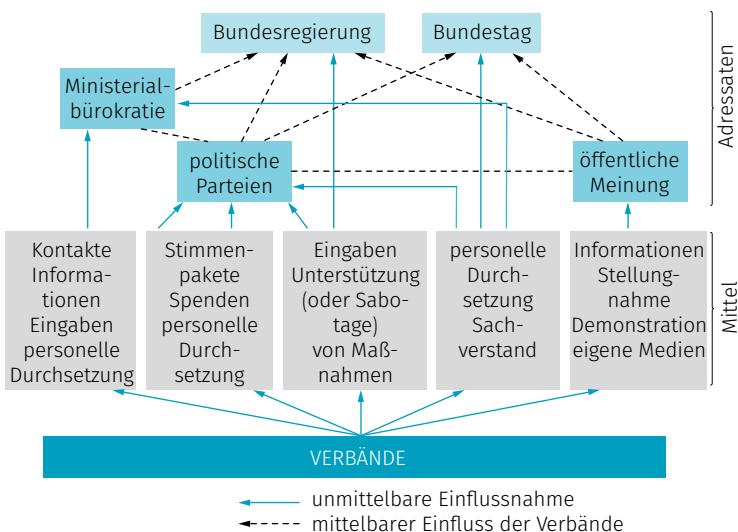 Bundesregierung
Bundestag
Ministerial-
bürokratie
politische
Parteien
öffentliche
Meinung
Adressaten
Kontakte
Informa-
tionen
Eingaben
personelle
Durchsetzung
Stimmen-
pakete
Spenden
personelle
Durch-
setzung
Eingaben
Unterstützung
(oder Sabo-
tage)
von Maß-
nahmen
personelle
Durch-
setzung
Sach-
verstand
Informationen
Stellung-
nahme
Demonstration
eigene Medien
Mittel
VERBÄNDE
unmittelbare Einflussnahme
mittelbarer Einfluss der Verbände